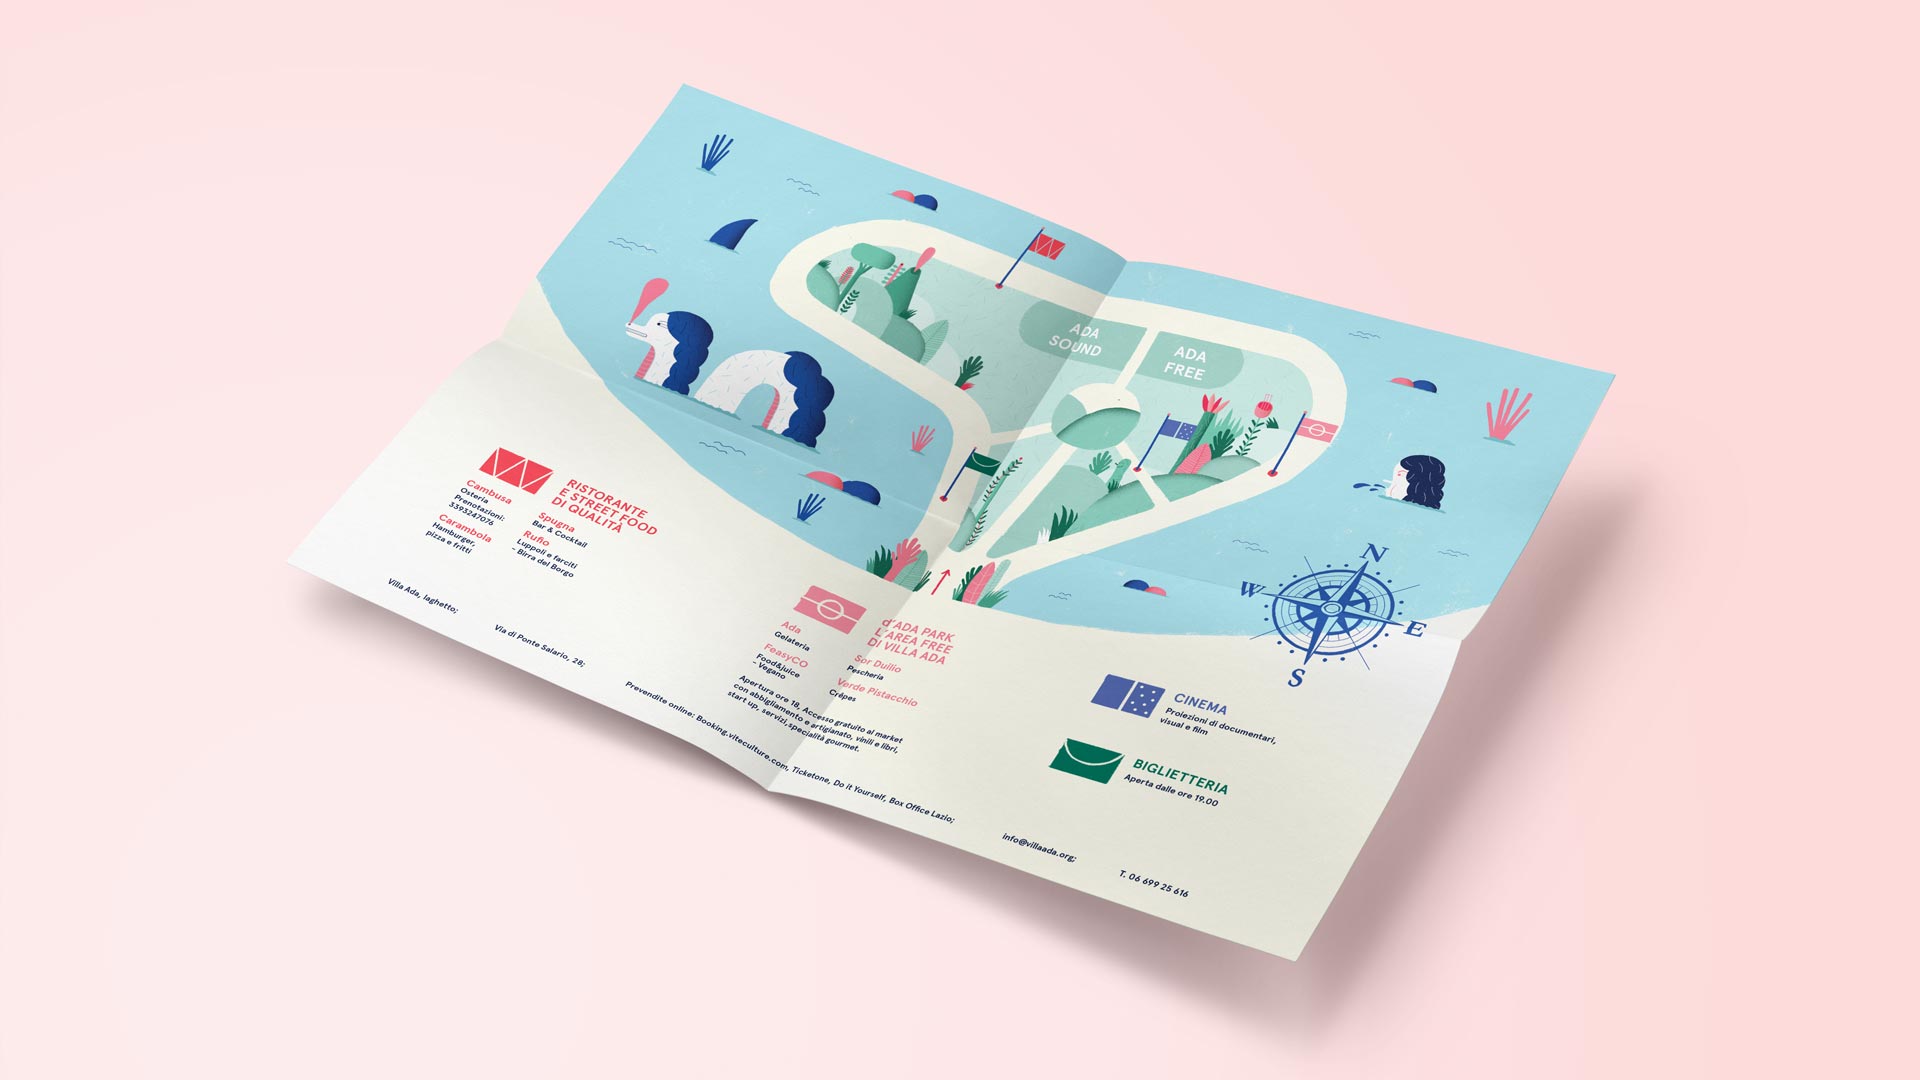 ADA
SOUND
ADA
FREE
N
W
E
S
RISTORANTE
E STREET FOOD
DI QUALITÀ
Cambusa
Osteria
Prenotazioni:
3393247076
Carambola
Hamburger,
pizza e fritti
Spugna
Bar & Cocktail
Rufio
Luppoli e farciti
- Birra del Borgo
d'ADA PARK
L'AREA FREE
DI VILLA ADA
Ada
Gelateria
FeasyCO
Food&juice
- Vegano
Sor Duilio
Pescheria
Verde Pistacchio
Crêpes
Apertura ore 18, Accesso gratuito al market
con abbigliamento e artigianato, vinili e libri,
start up, servizi,specialità gourmet.
CINEMA
Proiezioni di documentari,
visual e film
BIGLIETTERIA
Aperta dalle ore 19.00
Villa Ada, laghetto;
Via di Ponte Salario, 28;
Prevendite online: Booking.viteculture.com, Ticketone, Do It Yourself, Box Office Lazio;
info@villaada.org;
T. 06 699 25 616